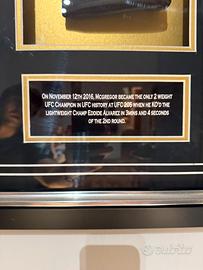 On November 12th 2016, McGregor became the only 2 weight
UFC Champion in UFC history at UFC 205 when he KO'd the
lightweight Champ Eddide Alvarez in 3mins and 4 seconds
of the 2nd round.
subito